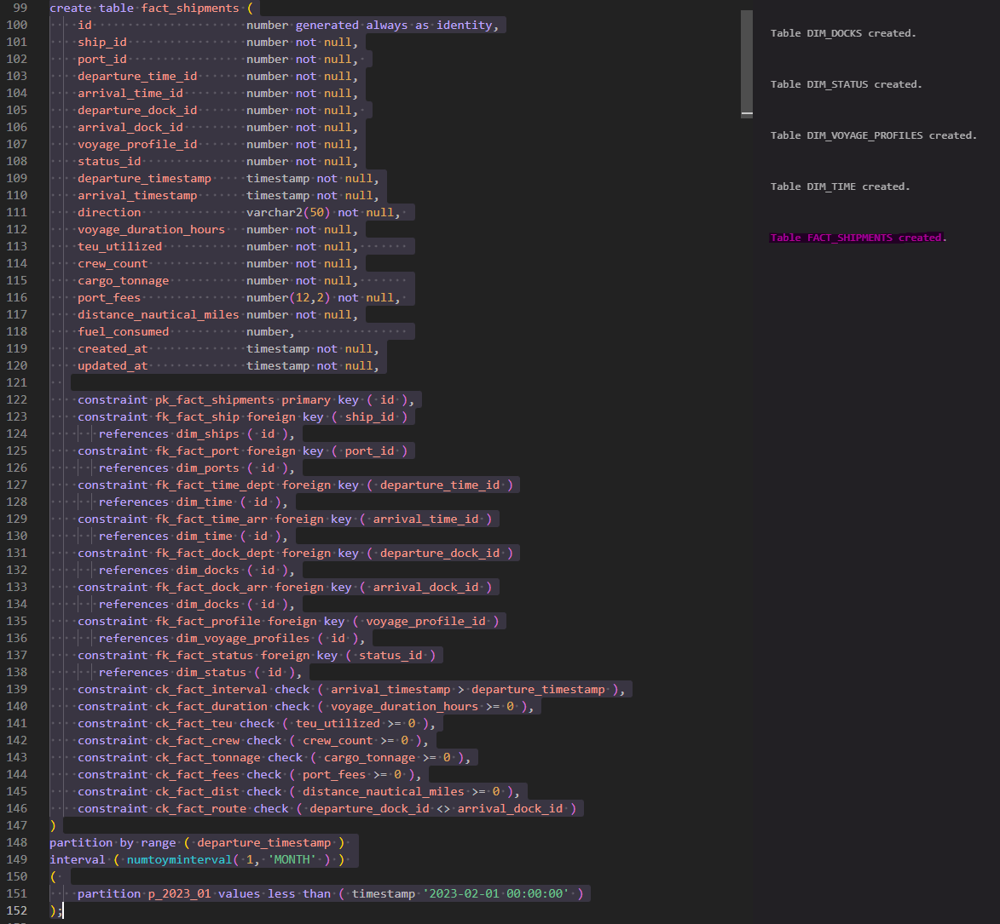 99 create table fact_shipments (
100 id number generated always as identity,
101 ship_id number not null,
102 port_id number not null,
103 departure_time_id number not null,
104 arrival_time_id number not null,
105 departure_dock_id number not null,
106 arrival_dock_id number not null,
107 voyage_profile_id number not null,
108 status_id number not null,
109 departure_timestamp timestamp not null,
110 arrival_timestamp timestamp not null,
111 direction varchar2(50) not null,
112 voyage_duration_hours number not null,
113 teu_utilized number not null,
114 crew_count number not null,
115 cargo_tonnage number not null,
116 port_fees number(12,2) not null,
117 distance_nautical_miles number not null,
118 fuel_consumed number,
119 created_at timestamp not null,
120 updated_at timestamp not null,
121
122 constraint pk_fact_shipments primary key ( id ),
123 constraint fk_fact_ship foreign key ( ship_id )
124 references dim_ships ( id ),
125 constraint fk_fact_port foreign key ( port_id )
126 references dim_ports ( id ),
127 constraint fk_fact_time_dept foreign key ( departure_time_id )
128 references dim_time ( id ),
129 constraint fk_fact_time_arr foreign key ( arrival_time_id )
130 references dim_time ( id ),
131 constraint fk_fact_dock_dept foreign key ( departure_dock_id )
132 references dim_docks ( id ),
133 constraint fk_fact_dock_arr foreign key ( arrival_dock_id )
134 references dim_docks ( id ),
135 constraint fk_fact_profile foreign key ( voyage_profile_id )
136 references dim_voyage_profiles ( id ),
137 constraint fk_fact_status foreign key ( status_id )
138 references dim_status ( id ),
139 constraint ck_fact_interval check ( arrival_timestamp > departure_timestamp ),
140 constraint ck_fact_duration check ( voyage_duration_hours >= 0 ),
141 constraint ck_fact_teu check ( teu_utilized >= 0 ),
142 constraint ck_fact_crew check ( crew_count >= 0 ),
143 constraint ck_fact_tonnage check ( cargo_tonnage >= 0 ),
144 constraint ck_fact_fees check ( port_fees >= 0 ),
145 constraint ck_fact_dist check ( distance_nautical_miles >= 0 ),
146 constraint ck_fact_route check ( departure_dock_id <> arrival_dock_id )
147 )
148 partition by range ( departure_timestamp )
149 interval ( numtoyminterval( 1, 'MONTH' ) )
150 (
151 partition p_2023_01 values less than ( timestamp '2023-02-01 00:00:00' )
152 );
Table DIM_DOCKS created.
Table DIM_STATUS created.
Table DIM_VOYAGE_PROFILES created.
Table DIM_TIME created.
Table FACT_SHIPMENTS created.